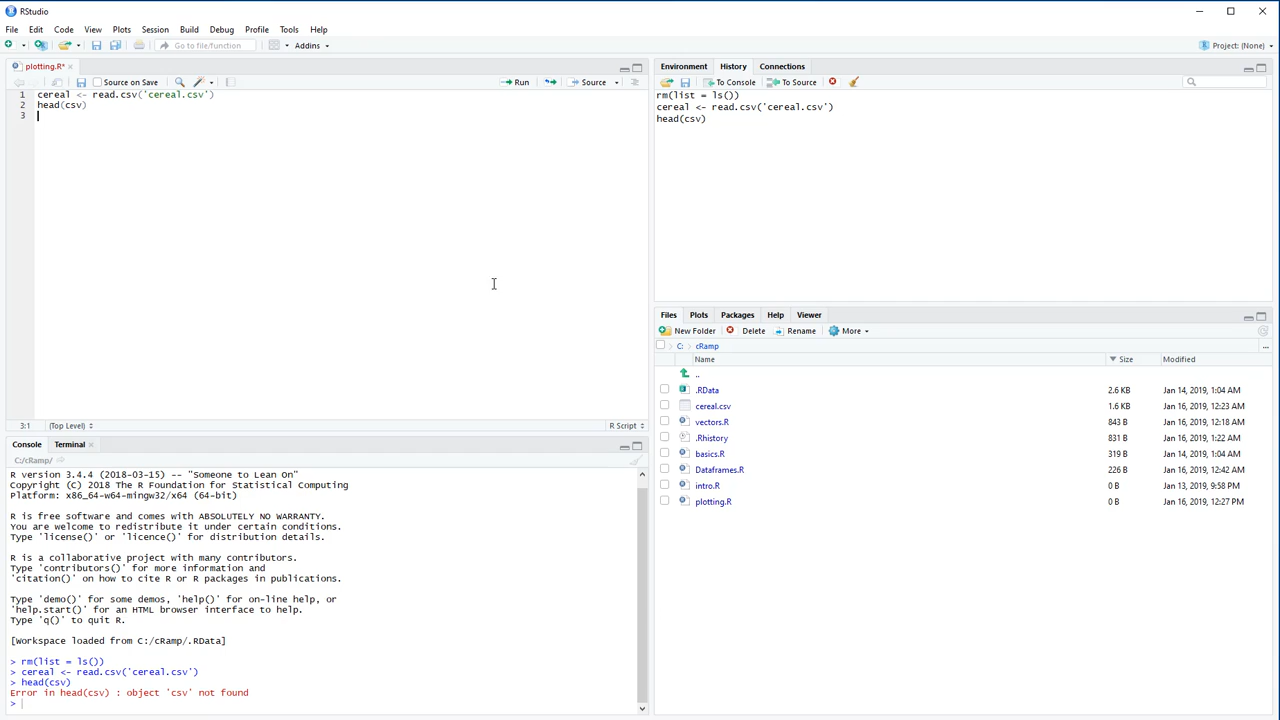 RStudio
File Edit Code View Plots Session Build Debug Profile Tools Help
Go to file/function Addins Project: (None)
plotting.R*
Source on Save Run Source
1 cereal <- read.csv('cereal.csv')
2 head(csv)
3
3:1 (Top Level) R Script
Console Terminal
C:/cRamp/
R version 3.4.4 (2018-03-15) -- "Someone to Lean On"
Copyright (C) 2018 The R Foundation for Statistical Computing
Platform: x86_64-w64-mingw32/x64 (64-bit)
R is free software and comes with ABSOLUTELY NO WARRANTY.
You are welcome to redistribute it under certain conditions.
Type 'license()' or 'licence()' for distribution details.
R is a collaborative project with many contributors.
Type 'contributors()' for more information and
'citation()' on how to cite R or R packages in publications.
Type 'demo()' for some demos, 'help()' for on-line help, or
'help.start()' for an HTML browser interface to help.
Type 'q()' to quit R.
[Workspace loaded from C:/cRamp/.RData]
> rm(list = ls())
> cereal <- read.csv('cereal.csv')
> head(csv)
Error in head(csv) : object 'csv' not found
>
Environment History Connections
To Console To Source
rm(list = ls())
cereal <- read.csv('cereal.csv')
head(csv)
Files Plots Packages Help Viewer
New Folder Delete Rename More
C: cRamp ...
Name Size Modified
..
.RData 2.6 KB Jan 14, 2019, 1:04 AM
cereal.csv 1.6 KB Jan 16, 2019, 12:23 AM
vectors.R 843 B Jan 16, 2019, 12:18 AM
.Rhistory 831 B Jan 16, 2019, 1:22 AM
basics.R 319 B Jan 14, 2019, 1:04 AM
Dataframes.R 226 B Jan 16, 2019, 12:42 AM
intro.R 0 B Jan 13, 2019, 9:58 PM
plotting.R 0 B Jan 16, 2019, 12:27 PM